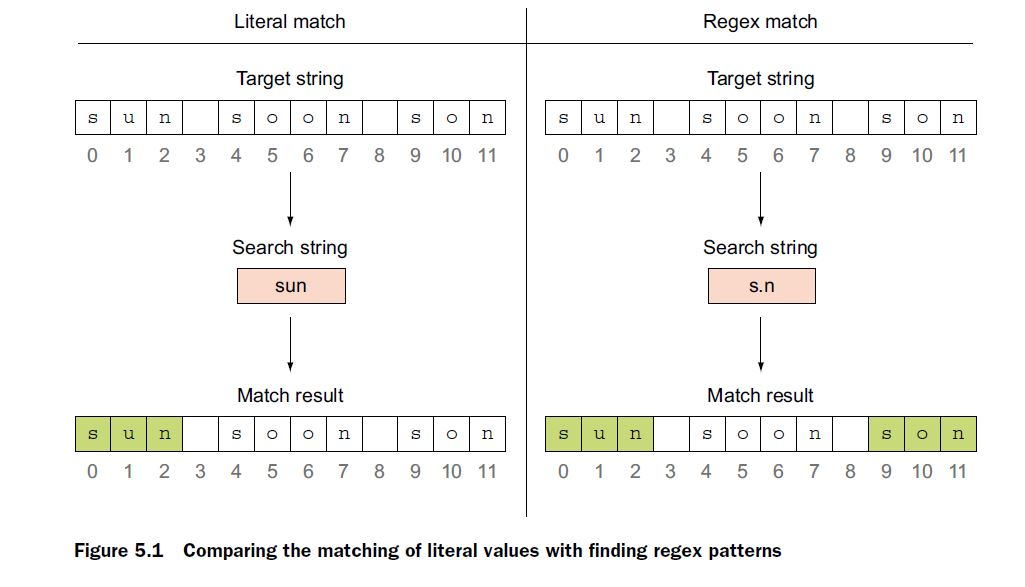 Literal match
Regex match
Target string
Target string
s u n s o o n s o n
s u n s o o n s o n
0 1 2 3 4 5 6 7 8 9 10 11
0 1 2 3 4 5 6 7 8 9 10 11
Search string
Search string
sun
s.n
Match result
Match result
s u n s o o n s o n
s u n s o o n s o n
0 1 2 3 4 5 6 7 8 9 10 11
0 1 2 3 4 5 6 7 8 9 10 11
Figure 5.1 Comparing the matching of literal values with finding regex patterns